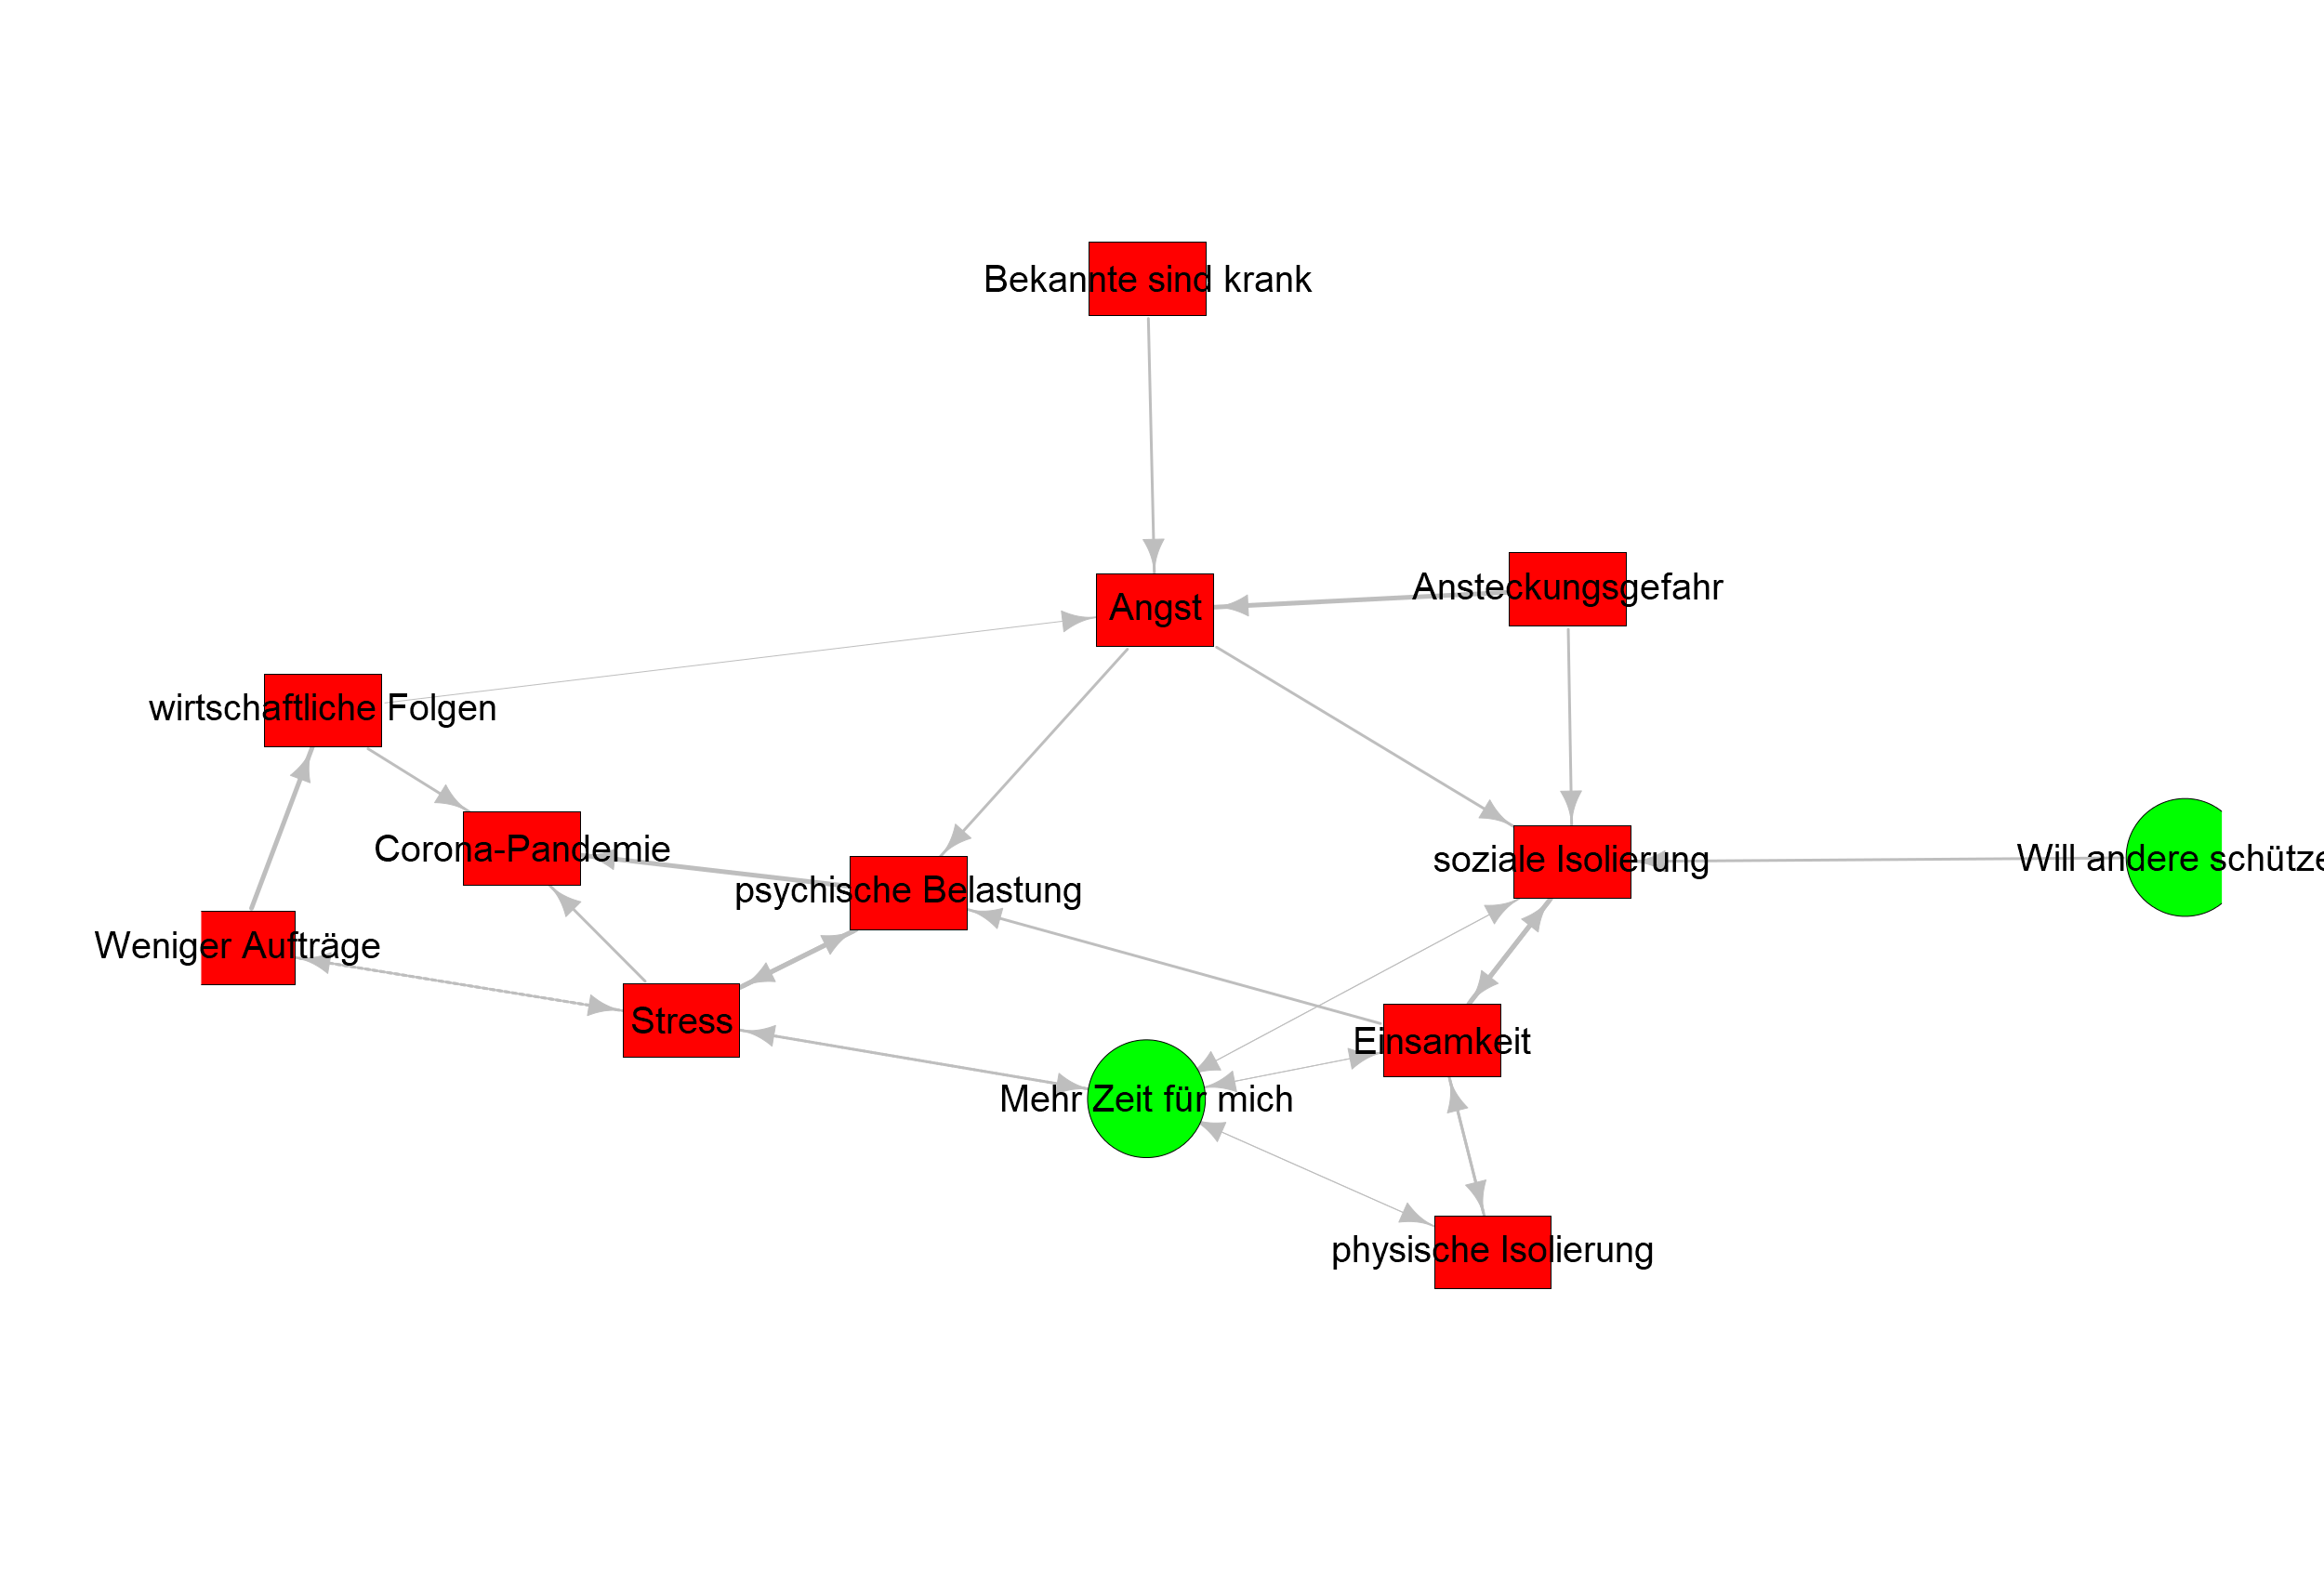 Bekannte sind krank
Ansteckungsgefahr
Angst
wirtschaftliche Folgen
Corona-Pandemie
soziale Isolierung
Will andere schütze
psychische Belastung
Weniger Aufträge
Stress
Einsamkeit
Mehr Zeit für mich
physische Isolierung